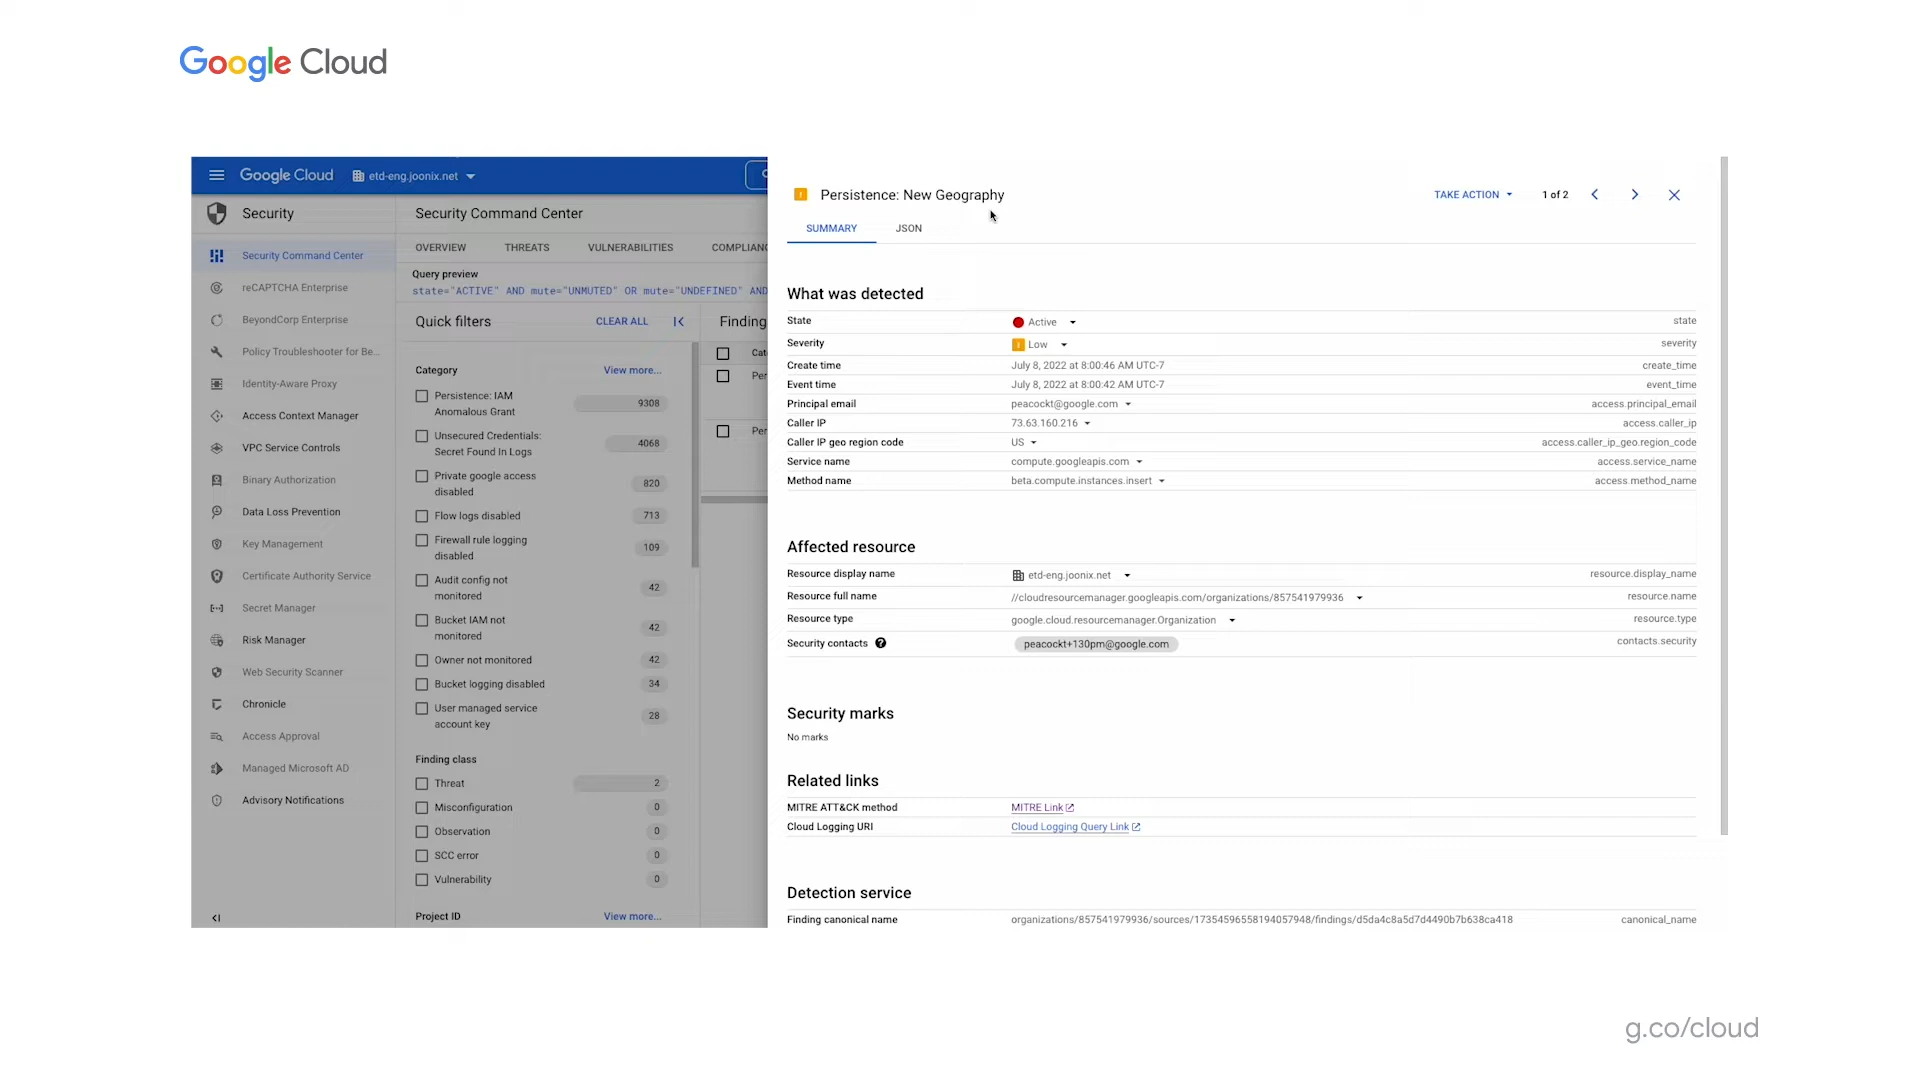 Google Cloud
Google Cloud
etd-eng.joonix.net
Security
Security Command Center
reCAPTCHA Enterprise
BeyondCorp Enterprise
Policy Troubleshooter for Be...
Identity-Aware Proxy
Access Context Manager
VPC Service Controls
Binary Authorization
Data Loss Prevention
Key Management
Certificate Authority Service
Secret Manager
Risk Manager
Web Security Scanner
Chronicle
Access Approval
Managed Microsoft AD
Advisory Notifications
Security Command Center
OVERVIEW THREATS VULNERABILITIES COMPLIANC
Query preview
state="ACTIVE" AND mute="UNMUTED" OR mute="UNDEFINED" AND
Quick filters CLEAR ALL
Category View more...
Persistence: IAM
Anomalous Grant 9308
Unsecured Credentials:
Secret Found In Logs 4068
Private google access
disabled 820
Flow logs disabled 713
Firewall rule logging
disabled 109
Audit config not
monitored 42
Bucket IAM not
monitored 42
Owner not monitored 42
Bucket logging disabled 34
User managed service
account key 28
Finding class
Threat 2
Misconfiguration 0
Observation 0
SCC error 0
Vulnerability 0
Project ID View more...
Finding
Cat
Per
Per
Persistence: New Geography
TAKE ACTION 1 of 2
SUMMARY JSON
What was detected
State Active state
Severity Low severity
Create time July 8, 2022 at 8:00:46 AM UTC-7 create_time
Event time July 8, 2022 at 8:00:42 AM UTC-7 event_time
Principal email peacockt@google.com access.principal_email
Caller IP 73.63.160.216 access.caller_ip
Caller IP geo region code US access.caller_ip_geo.region_code
Service name compute.googleapis.com access.service_name
Method name beta.compute.instances.insert access.method_name
Affected resource
Resource display name etd-eng.joonix.net resource.display_name
Resource full name //cloudresourcemanager.googleapis.com/organizations/857541979936 resource.name
Resource type google.cloud.resourcemanager.Organization resource.type
Security contacts peacockt+130pm@google.com contacts.security
Security marks
No marks
Related links
MITRE ATT&CK method MITRE Link
Cloud Logging URI Cloud Logging Query Link
Detection service
Finding canonical name organizations/857541979936/sources/17354596558194057948/findings/d5da4c8a5d7d4490b7b638ca418 canonical_name
g.co/cloud